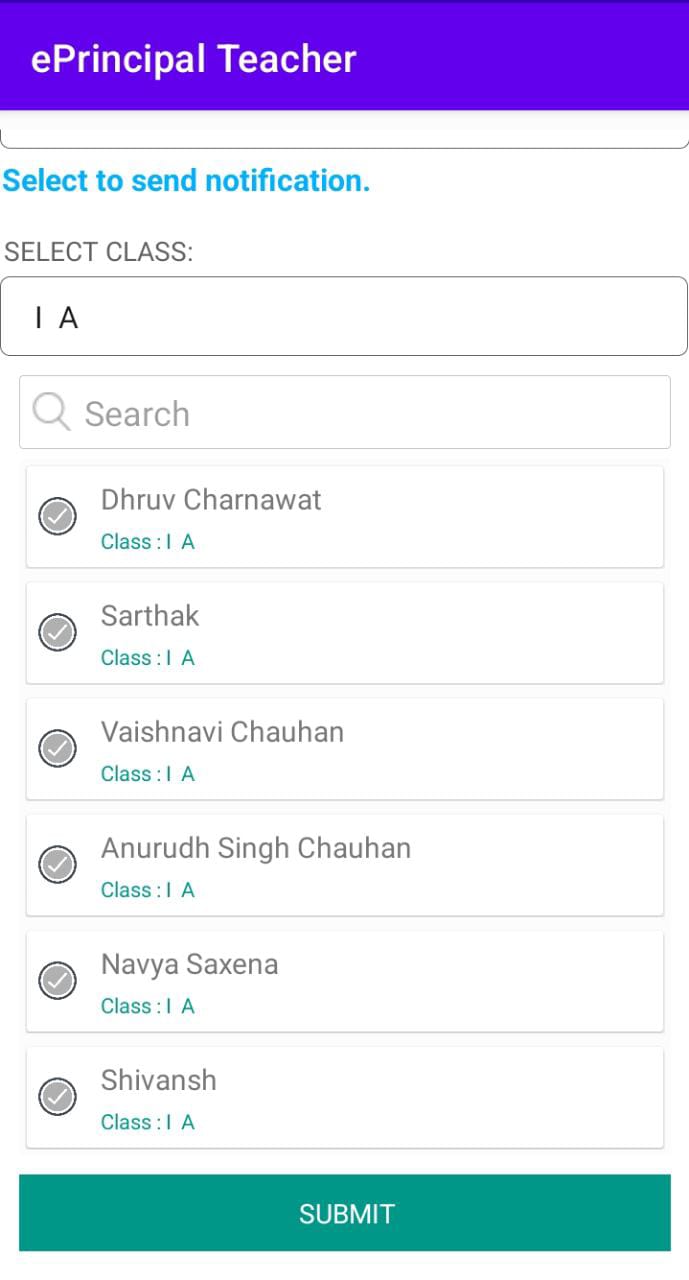 ePrincipal Teacher
Select to send notification.
SELECT CLASS:
I A
Search
Dhruv Charnawat
Class : I A
Sarthak
Class : I A
Vaishnavi Chauhan
Class : I A
Anurudh Singh Chauhan
Class : I A
Navya Saxena
Class : I A
Shivansh
Class : I A
SUBMIT